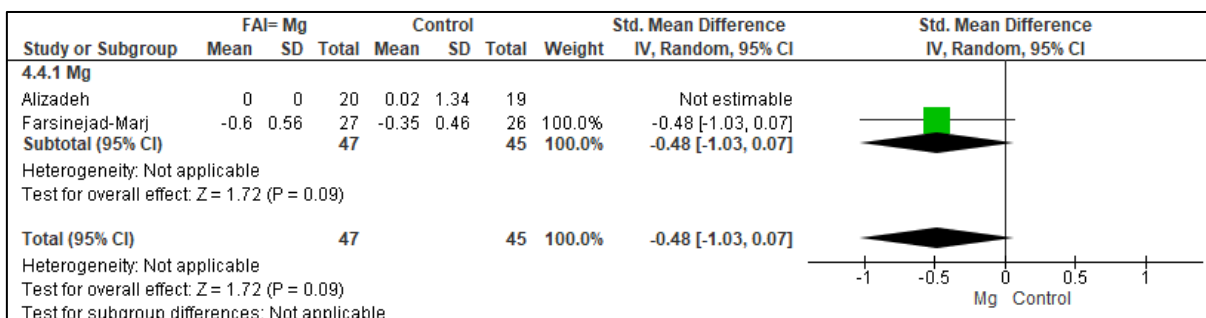 FAI= Mg Control Std. Mean Difference Std. Mean Difference
Study or Subgroup Mean SD Total Mean SD Total Weight IV, Random, 95% CI IV, Random, 95% CI
4.4.1 Mg
Alizadeh 0 0 20 0.02 1.34 19 Not estimable
Farsinejad-Marj -0.6 0.56 27 -0.35 0.46 26 100.0% -0.48 [-1.03, 0.07]
Subtotal (95% CI) 47 45 100.0% -0.48 [-1.03, 0.07]
Heterogeneity: Not applicable
Test for overall effect: Z = 1.72 (P = 0.09)
Total (95% CI) 47 45 100.0% -0.48 [-1.03, 0.07]
Heterogeneity: Not applicable
Test for overall effect: Z = 1.72 (P = 0.09)
Test for subgroup differences: Not applicable
-1 -0.5 0 0.5 1
Mg Control